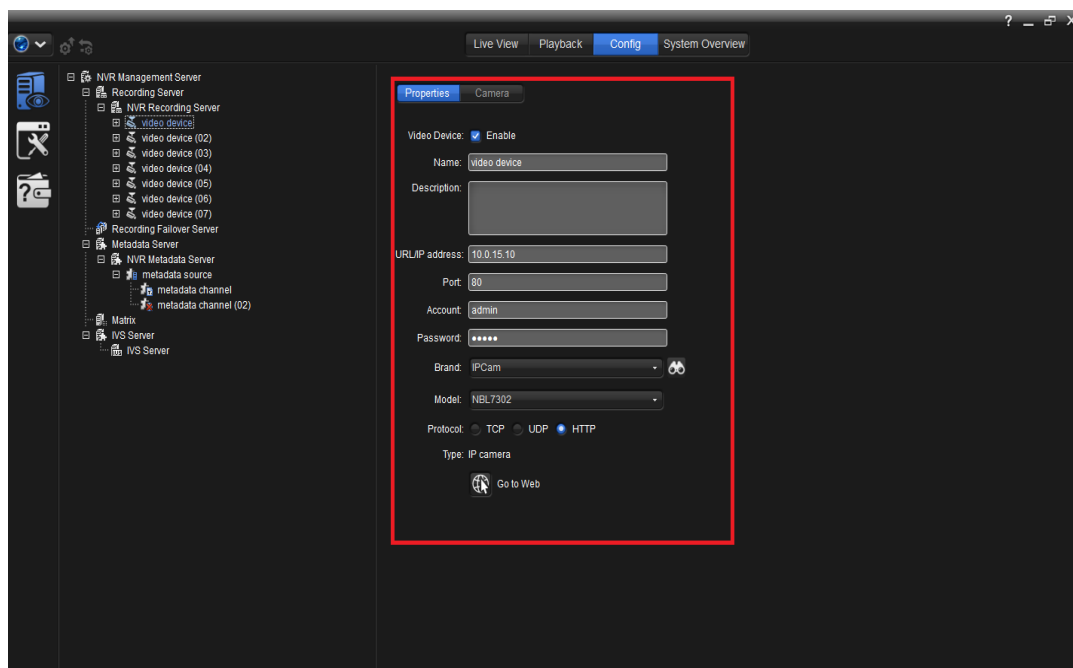 ?
Live View Playback Config System Overview
NVR Management Server
Recording Server
NVR Recording Server
video device
video device (02)
video device (03)
video device (04)
video device (05)
video device (06)
video device (07)
Recording Failover Server
Metadata Server
NVR Metadata Server
metadata source
metadata channel
metadata channel (02)
Matrix
IVS Server
IVS Server
Properties Camera
Video Device: Enable
Name: video device
Description:
URL/IP address: 10.0.15.10
Port: 80
Account: admin
Password: •••••
Brand: IPCam
Model: NBL7302
Protocol: TCP UDP HTTP
Type: IP camera
Go to Web